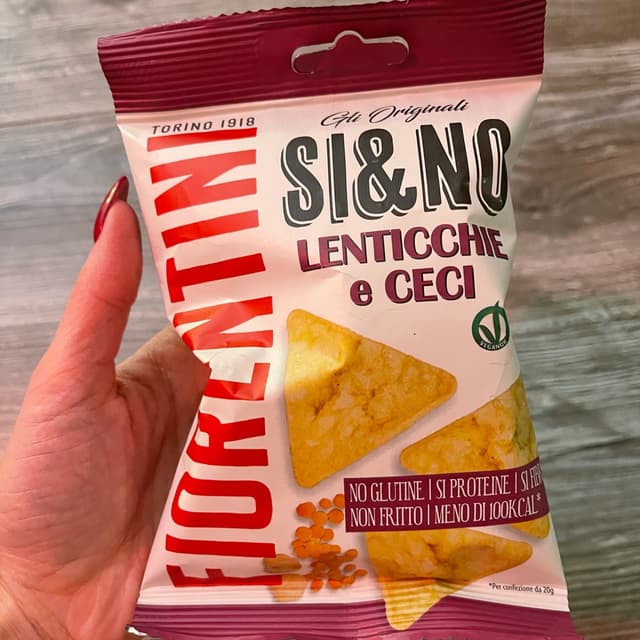 TORINO 1918
FIORENTINI
Gli Originali
SI&NO
LENTICCHIE
e CECI
VEGANOK
NO GLUTINE | SI PROTEINE | SI
NON FRITTO | MENO DI 100KCAL*
*Per confezione da 20g